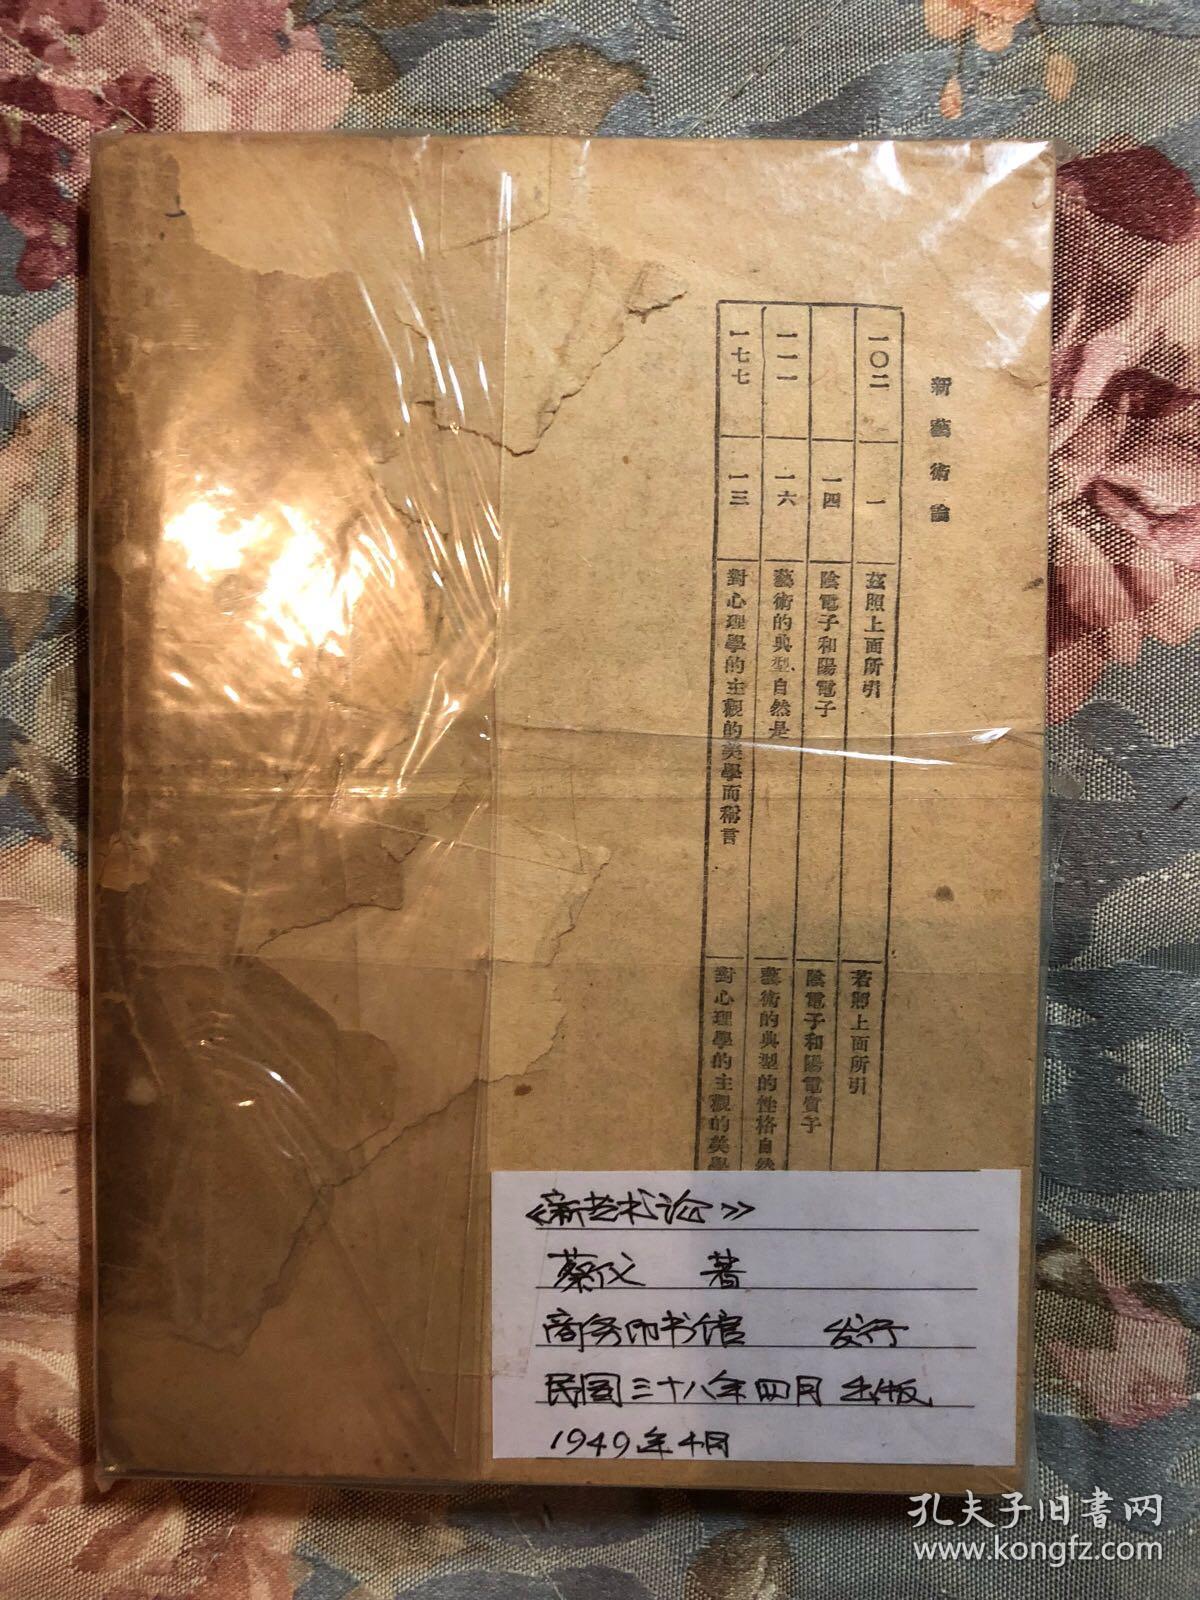 新藝術論
一〇二 一 茲照上面所引 若照上面所引
一四 陰電子和陽電子 陰電子和陽電質子
一一一 一六 藝術的典型自然是 藝術的典型的性格自然
一七七 一三 對心理學的主觀的美學而稱言 對心理學的主觀的美學
《新艺术论》
蔡仪 著
商务印书馆 发行
民国三十八年四月 出版
1949年4月
孔夫子旧書网
www.kongfz.com